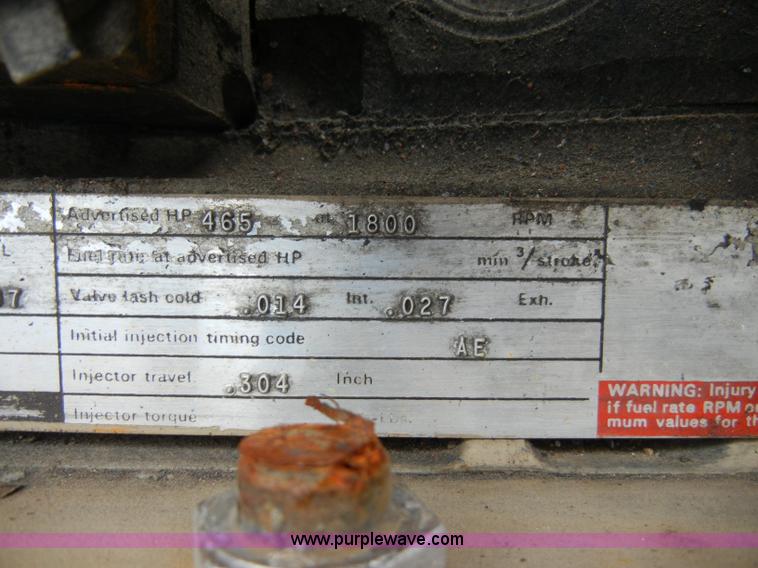 L Advertised HP 465 at 1800 RPM
Fuel rate at advertised HP mm³/stroke
07 Valve lash cold .014 Int. .027 Exh.
Initial injection timing code AE
Injector travel .304 Inch
WARNING: Injury
if fuel rate RPM or
mum values for th
Injector torque Lbs.
www.purplewave.com